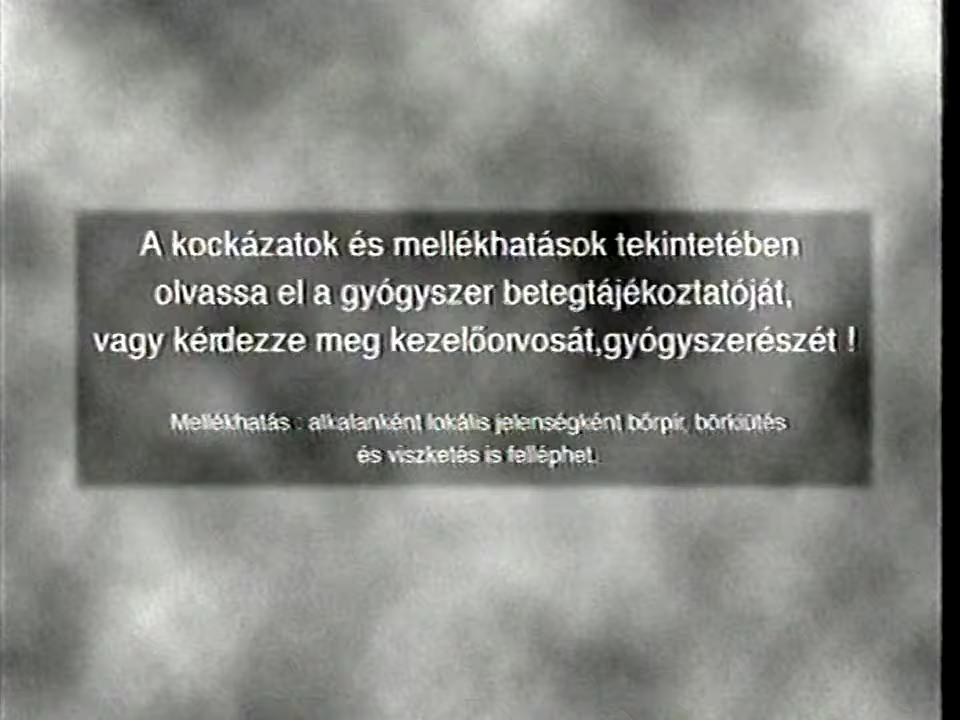 A kockázatok és mellékhatások tekintetében
olvassa el a gyógyszer betegtájékoztatóját,
vagy kérdezze meg kezelőorvosát,gyógyszerészét !
Mellékhatás : alkalanként lokális jelenségként bőrpír, bőrkiütés
és viszketés is felléphet.